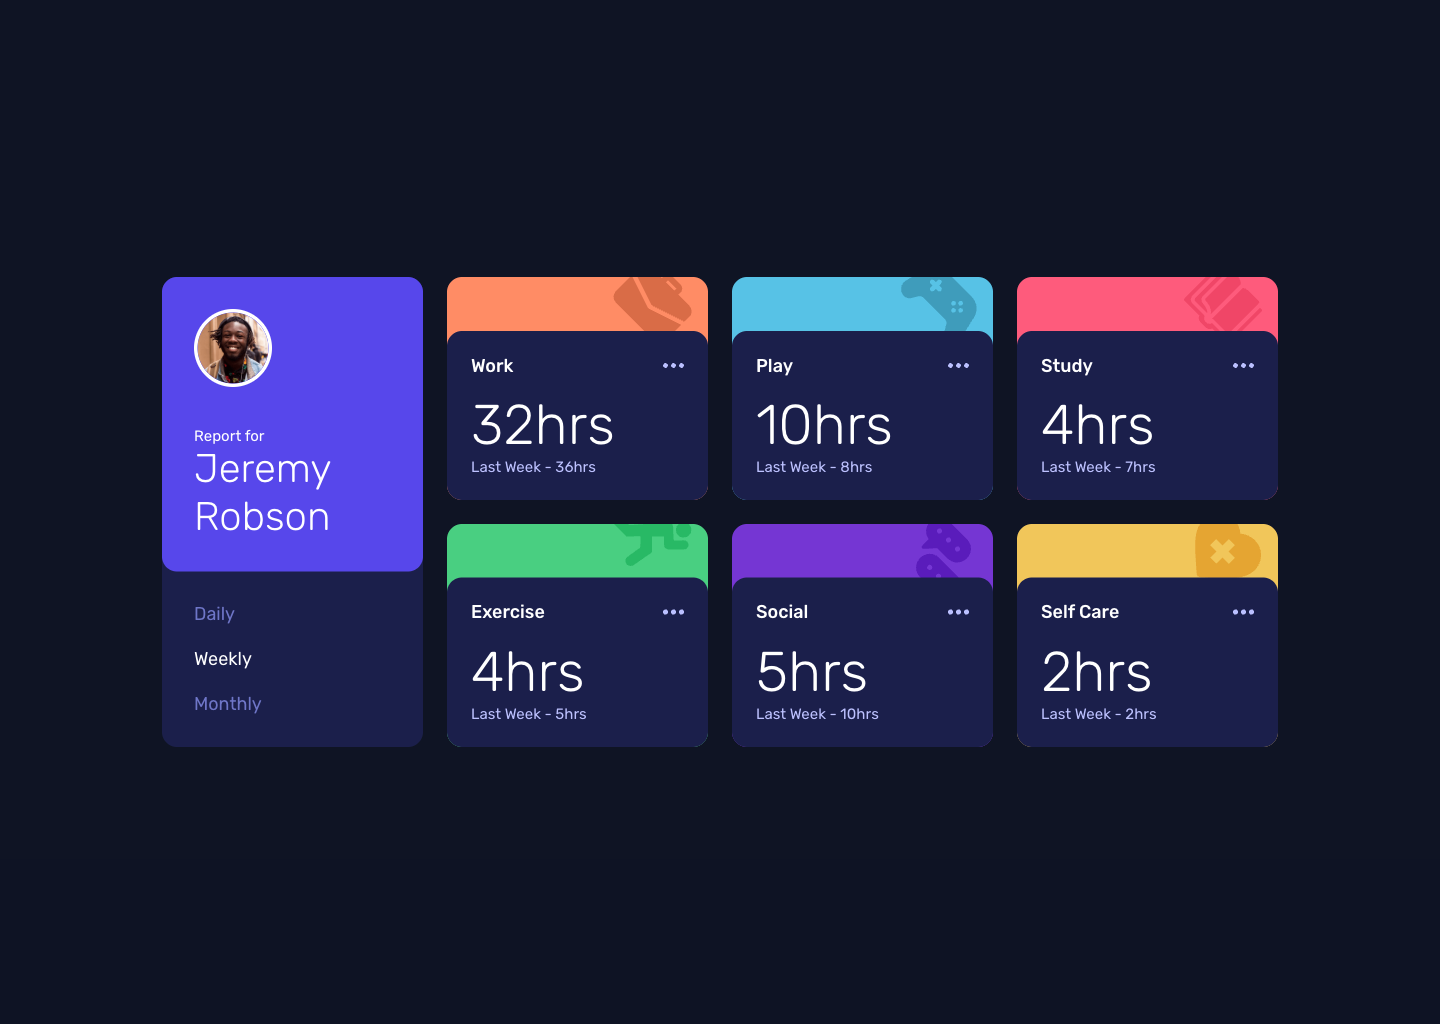 Report for
Jeremy
Robson
Daily
Weekly
Monthly
Work
32hrs
Last Week - 36hrs
Play
10hrs
Last Week - 8hrs
Study
4hrs
Last Week - 7hrs
Exercise
4hrs
Last Week - 5hrs
Social
5hrs
Last Week - 10hrs
Self Care
2hrs
Last Week - 2hrs